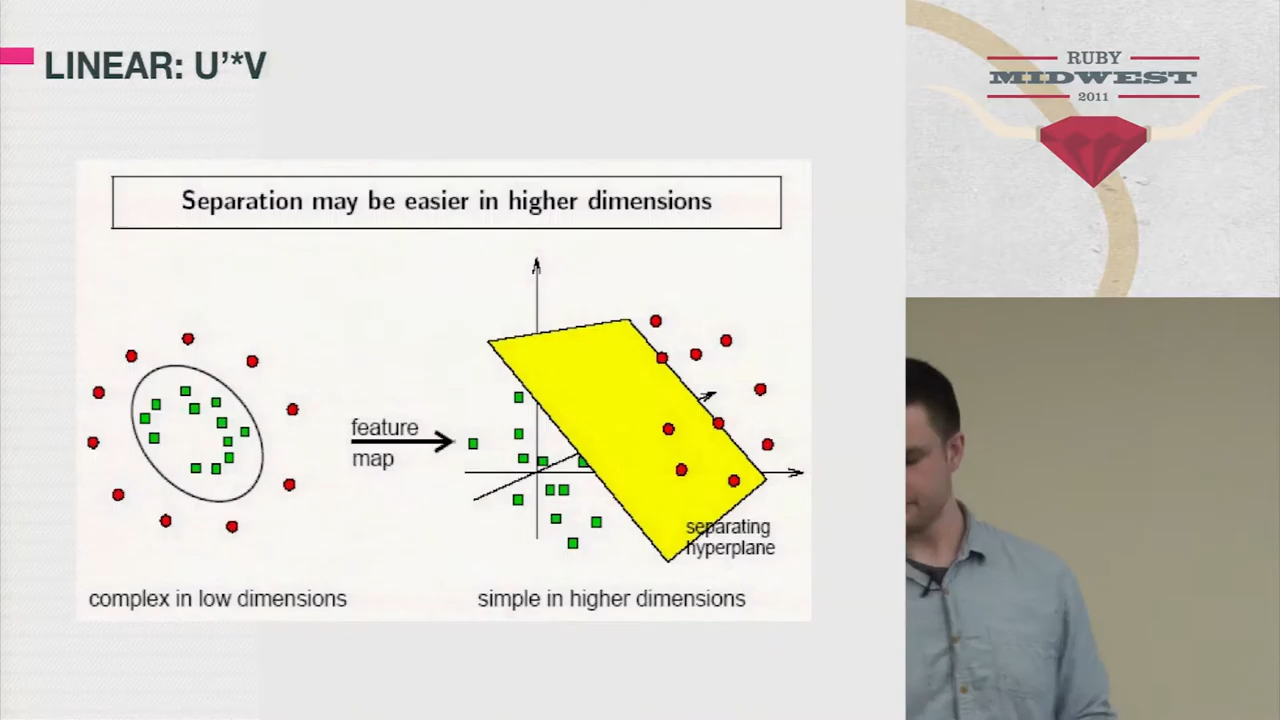 LINEAR: U'*V
RUBY
MIDWEST
2011
Separation may be easier in higher dimensions
feature
map
separating
hyperplane
complex in low dimensions
simple in higher dimensions